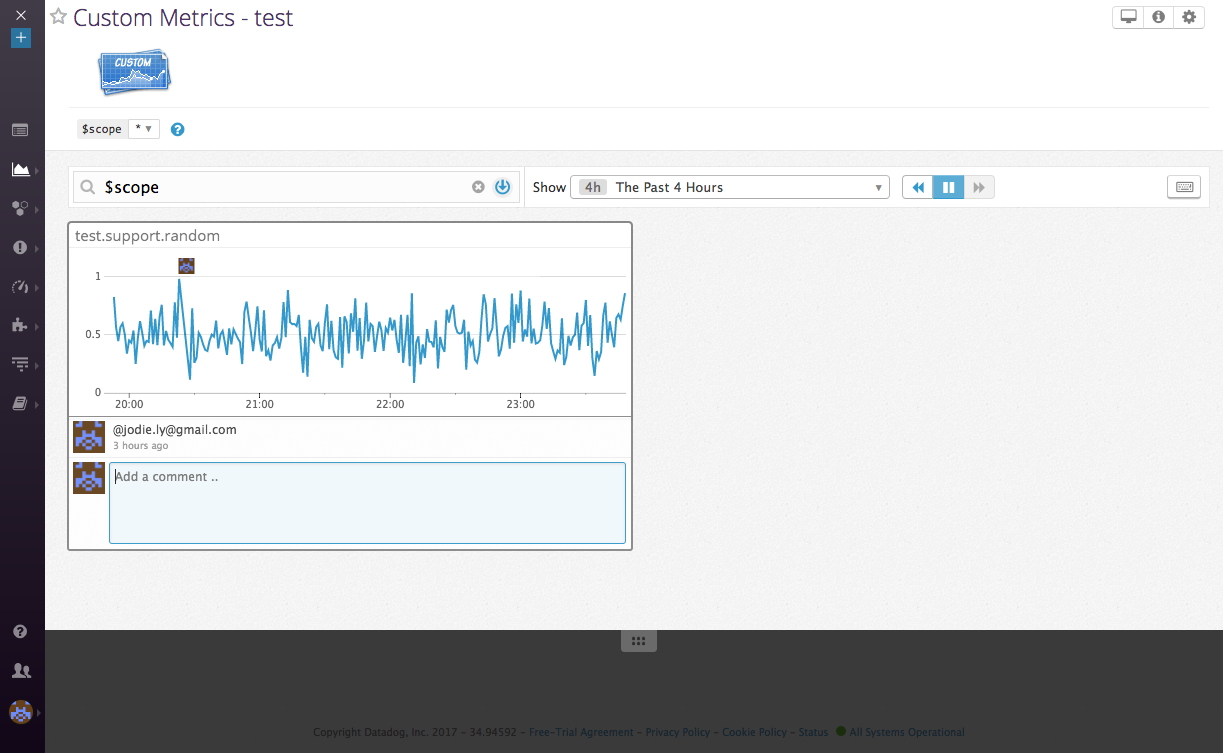 Custom Metrics - test
CUSTOM
$scope * ▼
$scope
Show 4h The Past 4 Hours
test.support.random
1
0.5
0
20:00 21:00 22:00 23:00
@jodie.ly@gmail.com
3 hours ago
Add a comment ..
Copyright Datadog, Inc. 2017 - 34.94592 - Free-Trial Agreement - Privacy Policy - Cookie Policy - Status All Systems Operational